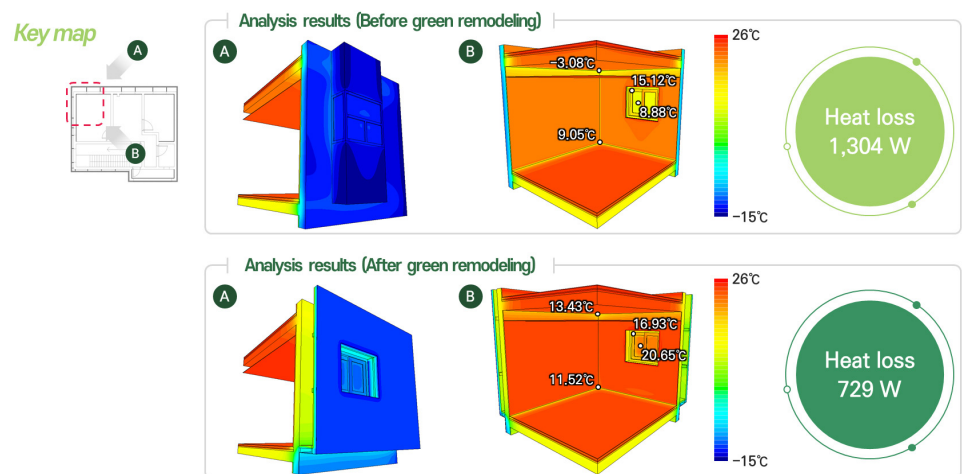 Key map
A
B
Analysis results (Before green remodeling)
A
B
-3.08℃
15.12℃
8.88℃
9.05℃
26℃
-15℃
Heat loss
1,304 W
Analysis results (After green remodeling)
A
B
13.43℃
16.93℃
20.65℃
11.52℃
26℃
-15℃
Heat loss
729 W